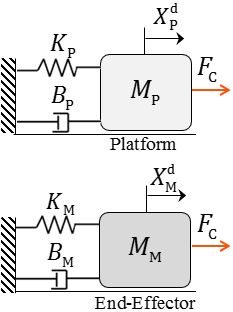 X_P^d
K_P
F_C
B_P
M_P
Platform
X_M^d
K_M
F_C
B_M
M_M
End-Effector